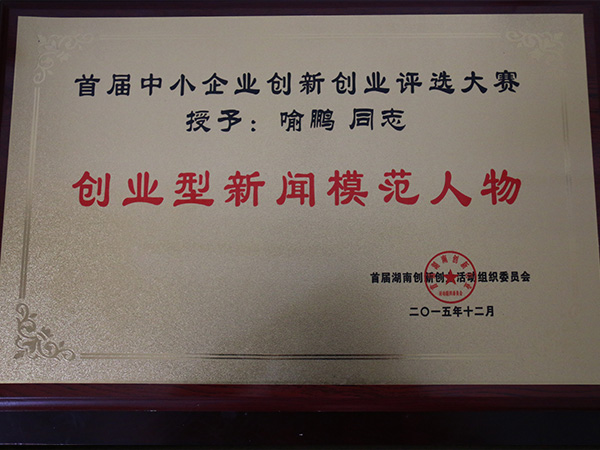 首届中小企业创新创业评选大赛
授予：喻鹏 同志
创业型新闻模范人物
首届湖南创新创业活动组织委员会
二〇一五年十二月